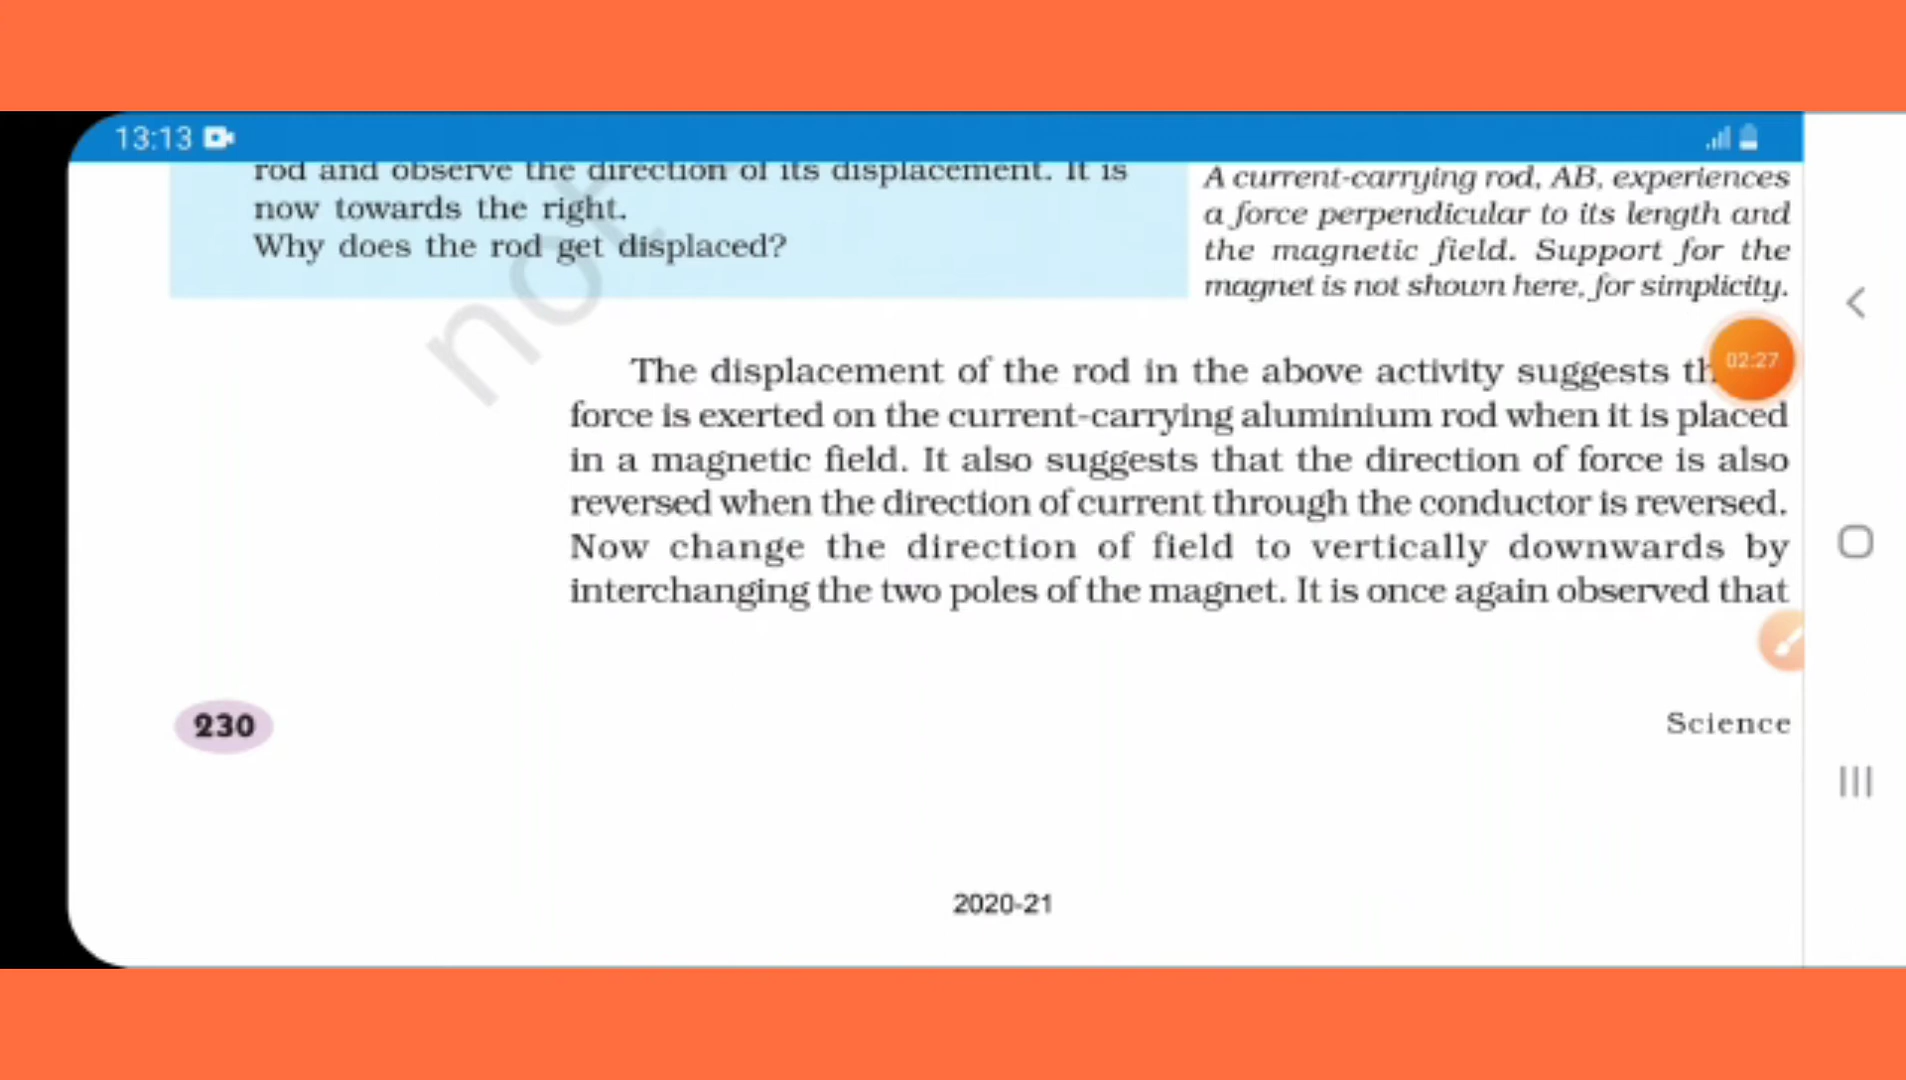 13:13
rod and observe the direction of its displacement. It is
now towards the right.
Why does the rod get displaced?
A current-carrying rod, AB, experiences
a force perpendicular to its length and
the magnetic field. Support for the
magnet is not shown here, for simplicity.
The displacement of the rod in the above activity suggests
02:27
force is exerted on the current-carrying aluminium rod when it is placed
in a magnetic field. It also suggests that the direction of force is also
reversed when the direction of current through the conductor is reversed.
Now change the direction of field to vertically downwards by
interchanging the two poles of the magnet. It is once again observed that
230
Science
2020-21